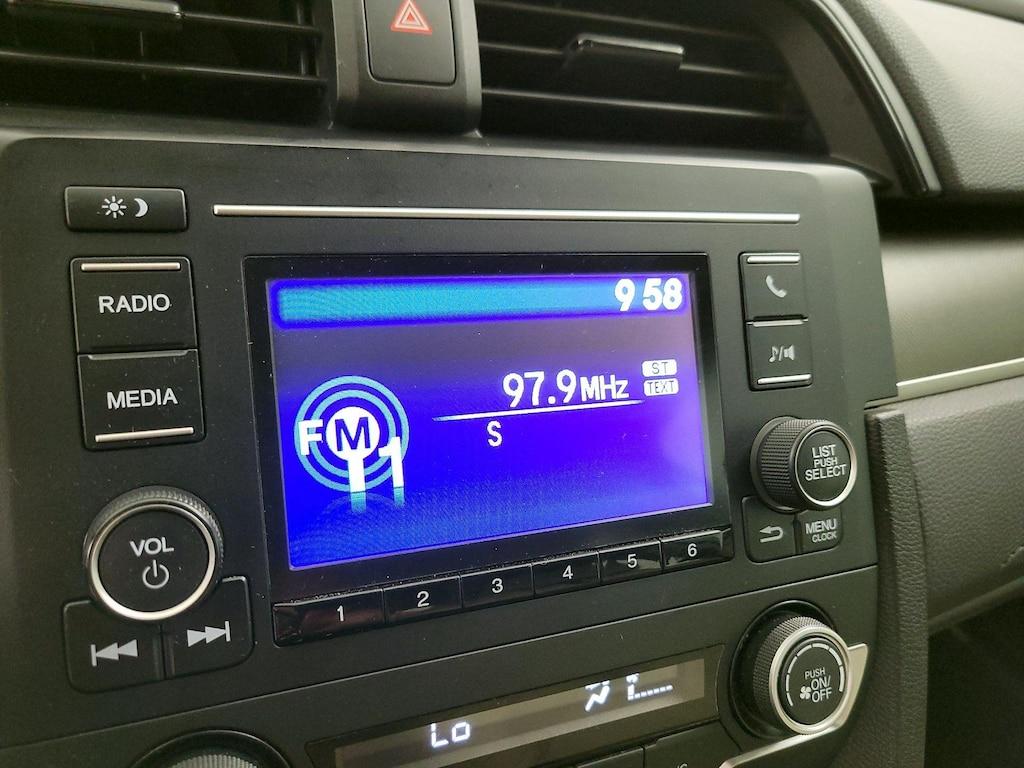 9 58
RADIO
MEDIA
97.9MHz
ST
TEXT
FM1
S
LIST
PUSH
SELECT
MENU
CLOCK
VOL
1 2 3 4 5 6
PUSH
ON/
OFF
Lo